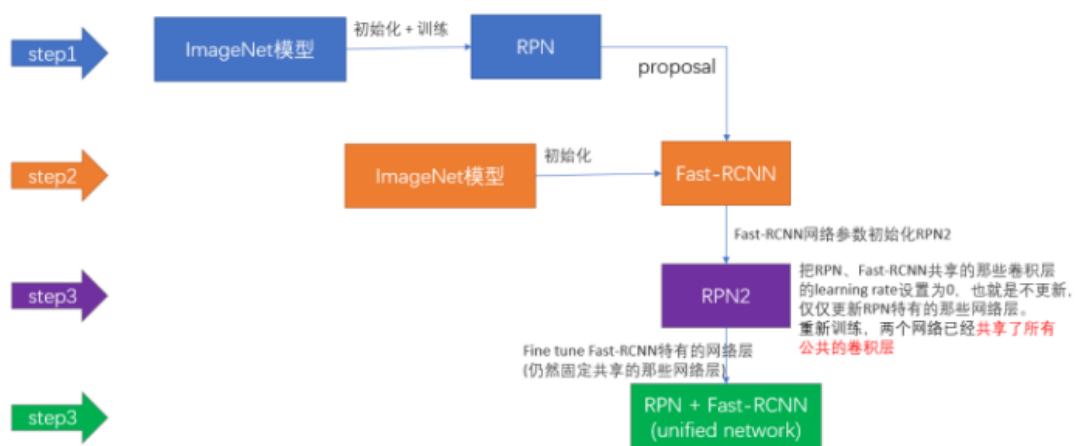 step1
ImageNet模型
初始化 + 训练
RPN
proposal
step2
ImageNet模型
初始化
Fast-RCNN
Fast-RCNN网络参数初始化RPN2
step3
RPN2
把RPN、Fast-RCNN共享的那些卷积层
的learning rate设置为0，也就是不更新，
仅仅更新RPN特有的那些网络层。
重新训练，两个网络已经共享了所有
公共的卷积层
Fine tune Fast-RCNN特有的网络层
(仍然固定共享的那些网络层)
step3
RPN + Fast-RCNN
(unified network)